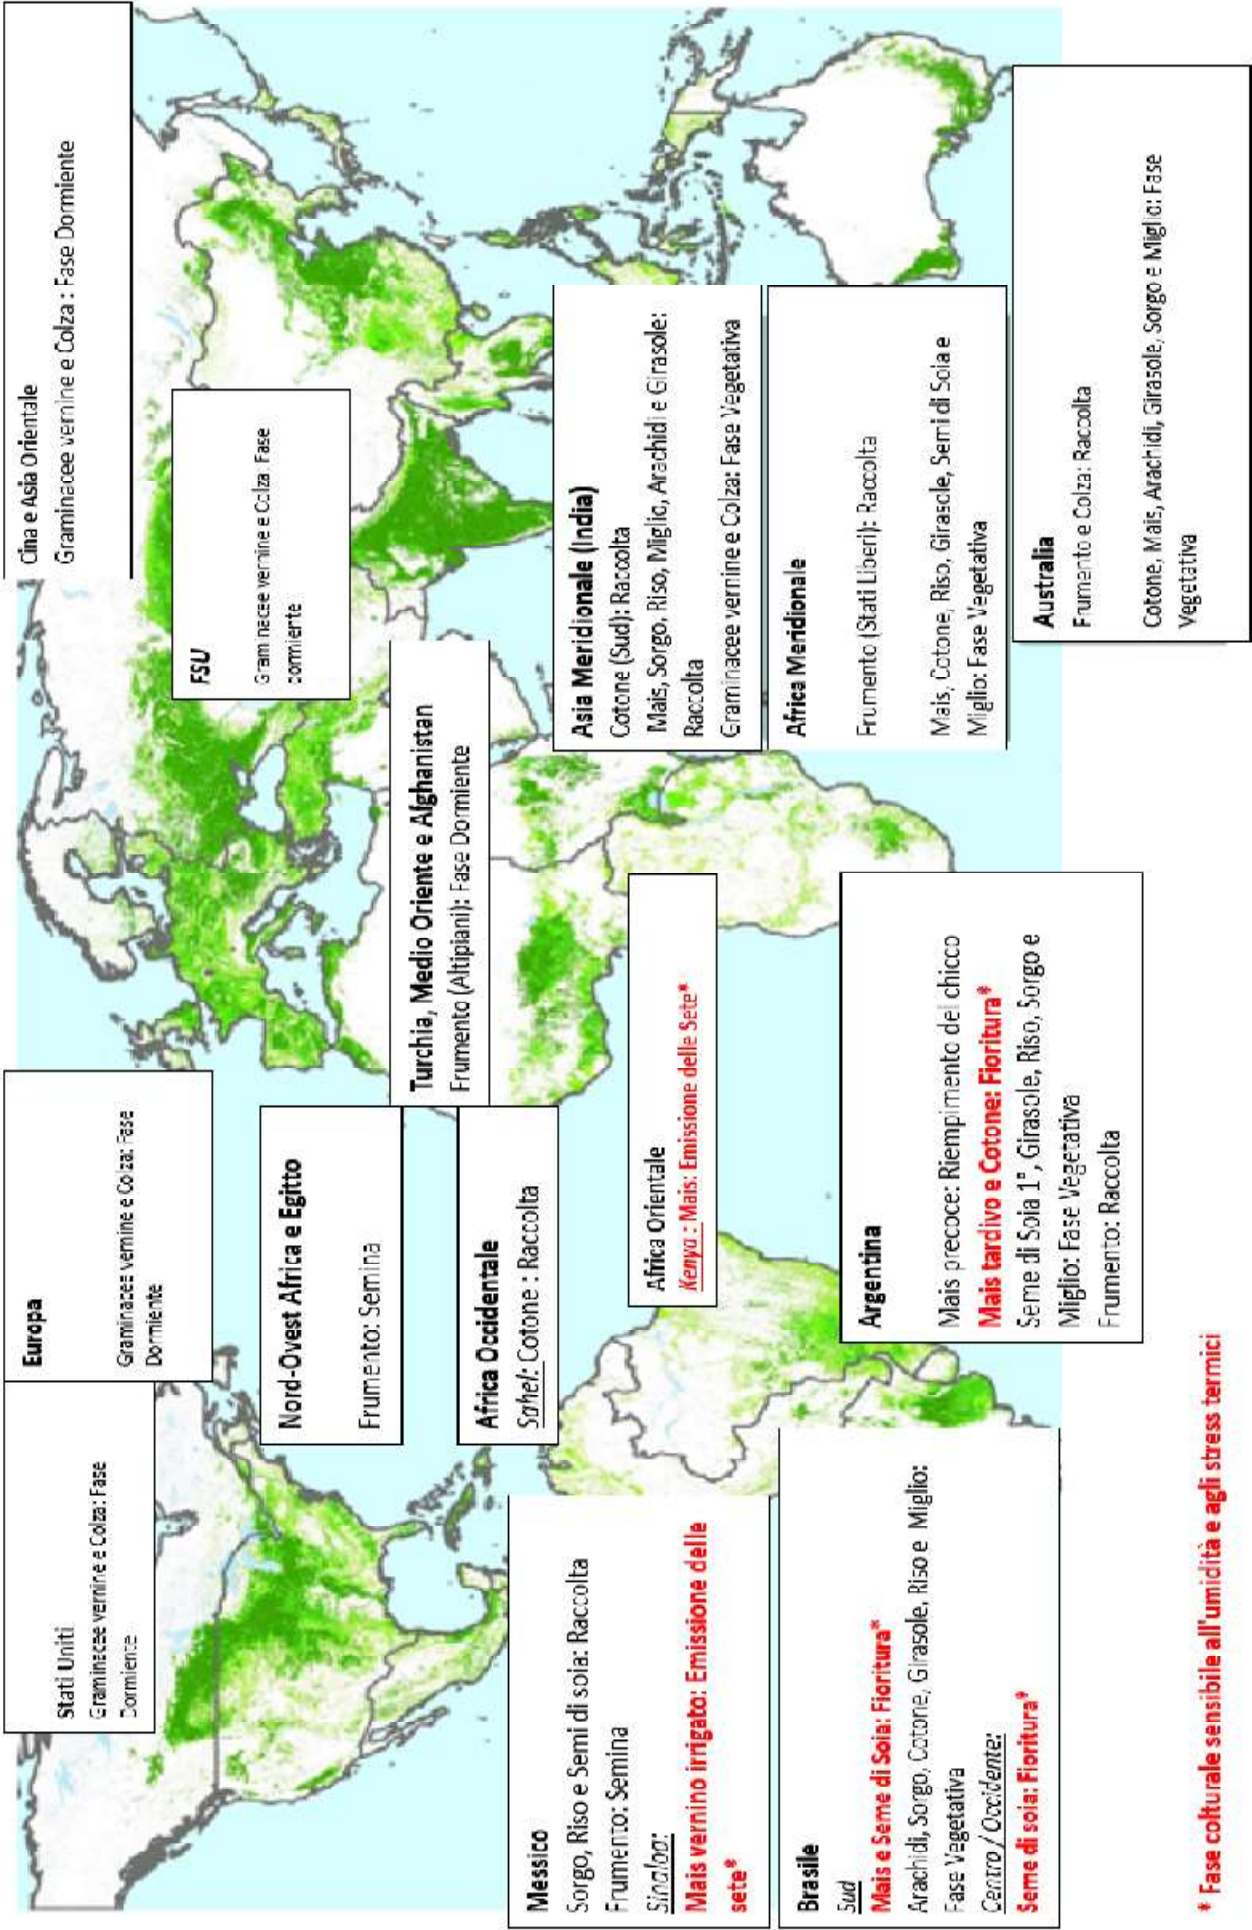 Stati Uniti
Graminacee vernine e Colza: Fase
Dormiente
Europa
Graminacee vernine e Colza: Fase
Dormiente
Cina e Asia Orientale
Graminacee vernine e Colza : Fase Dormiente
FSU
Graminacee vernine e Colza: Fase
Dormiente
Nord-Ovest Africa e Egitto
Frumento: Semina
Turchia, Medio Oriente e Afghanistan
Frumento (Altipiani): Fase Dormiente
Africa Occidentale
Sahel: Cotone : Raccolta
Messico
Sorgo, Riso e Semi di soia: Raccolta
Frumento: Semina
Sinaloa:
Mais vernino irrigato: Emissione delle
sete*
Africa Orientale
Kenya : Mais: Emissione delle Sete*
Asia Meridionale (India)
Cotone (Sud): Raccolta
Mais, Sorgo, Riso, Miglio, Arachidi e Girasole:
Raccolta
Graminacee vernine e Colza: Fase Vegetativa
Brasile
Sud
Mais e Seme di Soia: Fioritura*
Arachidi, Sorgo, Cotone, Girasole, Riso e Miglio:
Fase Vegetativa
Centro / Occidente:
Seme di soia: Fioritura*
Argentina
Mais precoce: Riempimento del chicco
Mais tardivo e Cotone: Fioritura*
Seme di Soia 1°, Girasole, Riso, Sorgo e
Miglio: Fase Vegetativa
Frumento: Raccolta
Africa Meridionale
Frumento (Stati Liberi): Raccolta
Mais, Cotone, Riso, Girasole, Semi di Soia e
Miglio: Fase Vegetativa
Australia
Frumento e Colza: Raccolta
Cotone, Mais, Arachidi, Girasole, Sorgo e Miglio: Fase
Vegetativa
* Fase colturale sensibile all'umidità e agli stress termici